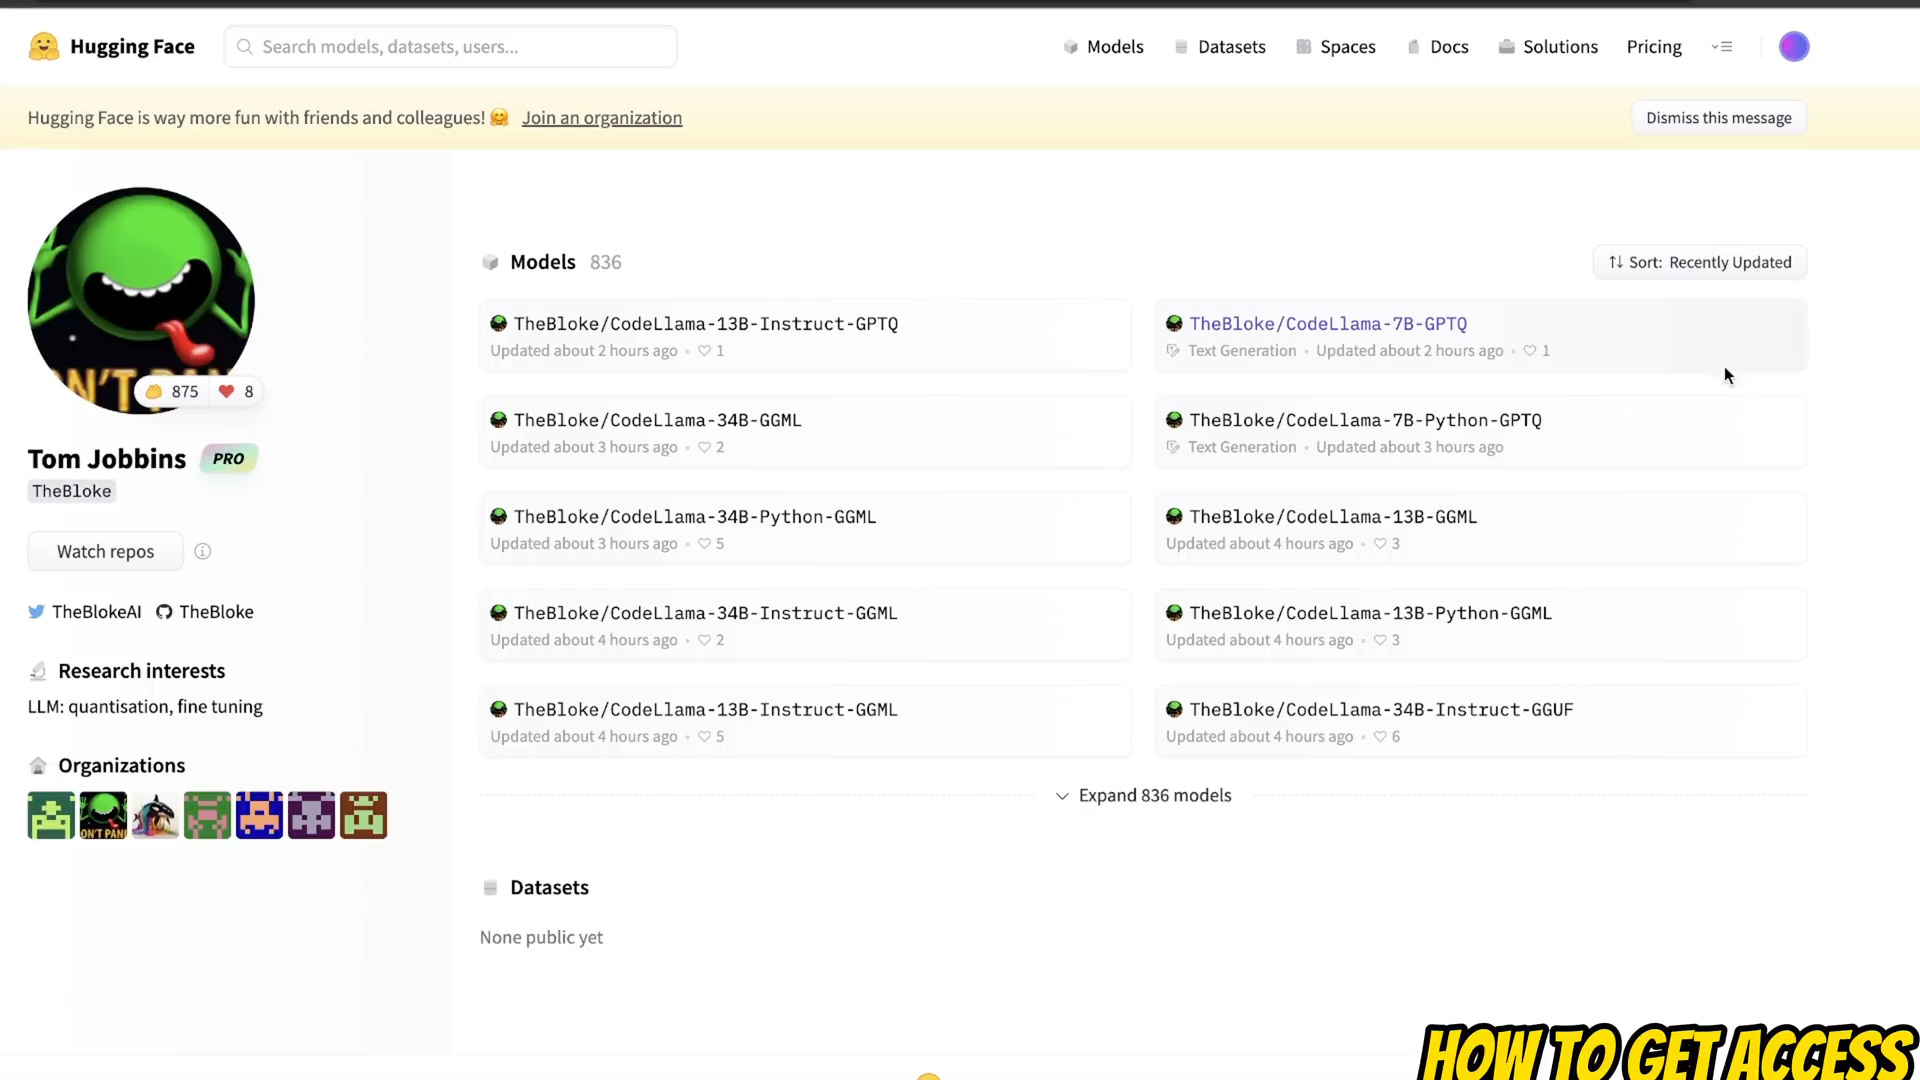 Hugging Face
Search models, datasets, users...
Models
Datasets
Spaces
Docs
Solutions
Pricing
Hugging Face is way more fun with friends and colleagues! 🤗 Join an organization
Dismiss this message
N'T PAN
875
8
Tom Jobbins PRO
TheBloke
Watch repos
TheBlokeAI TheBloke
Research interests
LLM: quantisation, fine tuning
Organizations
ON'T PANI
Models 836
↑↓ Sort: Recently Updated
TheBloke/CodeLlama-13B-Instruct-GPTQ
Updated about 2 hours ago • ♡ 1
TheBloke/CodeLlama-7B-GPTQ
Text Generation • Updated about 2 hours ago • ♡ 1
TheBloke/CodeLlama-34B-GGML
Updated about 3 hours ago • ♡ 2
TheBloke/CodeLlama-7B-Python-GPTQ
Text Generation • Updated about 3 hours ago
TheBloke/CodeLlama-34B-Python-GGML
Updated about 3 hours ago • ♡ 5
TheBloke/CodeLlama-13B-GGML
Updated about 4 hours ago • ♡ 3
TheBloke/CodeLlama-34B-Instruct-GGML
Updated about 4 hours ago • ♡ 2
TheBloke/CodeLlama-13B-Python-GGML
Updated about 4 hours ago • ♡ 3
TheBloke/CodeLlama-13B-Instruct-GGML
Updated about 4 hours ago • ♡ 5
TheBloke/CodeLlama-34B-Instruct-GGUF
Updated about 4 hours ago • ♡ 6
Expand 836 models
Datasets
None public yet
HOW TO GET ACCESS